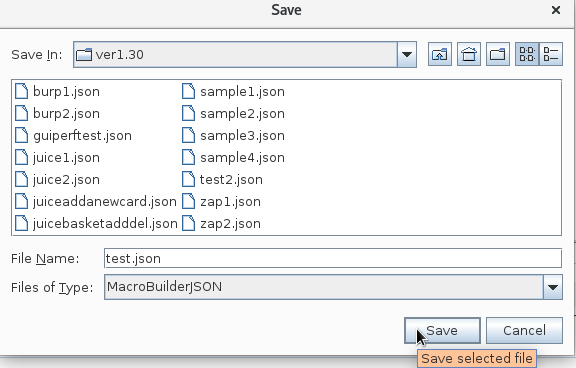 Save
Save In: ver1.30
burp1.json sample1.json
burp2.json sample2.json
guiperftest.json sample3.json
juice1.json sample4.json
juice2.json test2.json
juiceaddanewcard.json zap1.json
juicebasketadddel.json zap2.json
File Name: test.json
Files of Type: MacroBuilderJSON
Save Cancel
Save selected file